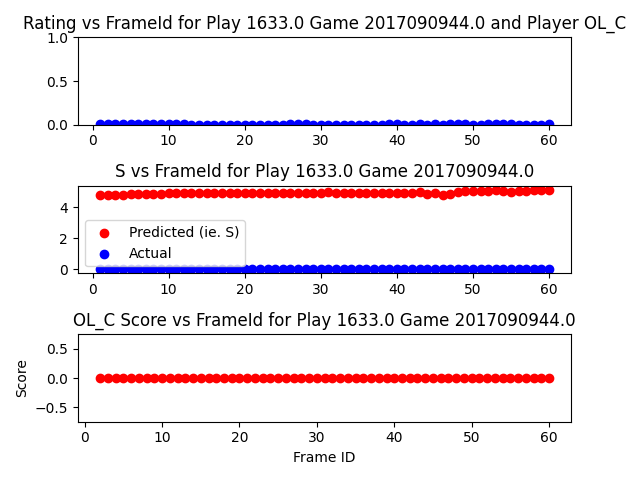 Rating vs FrameId for Play 1633.0 Game 2017090944.0 and Player OL_C
1.0
0.5
0.0
0 10 20 30 40 50 60
S vs FrameId for Play 1633.0 Game 2017090944.0
4
2
0
Predicted (ie. S)
Actual
0 10 20 30 40 50 60
OL_C Score vs FrameId for Play 1633.0 Game 2017090944.0
Score
0.5
0.0
−0.5
0 10 20 30 40 50 60
Frame ID